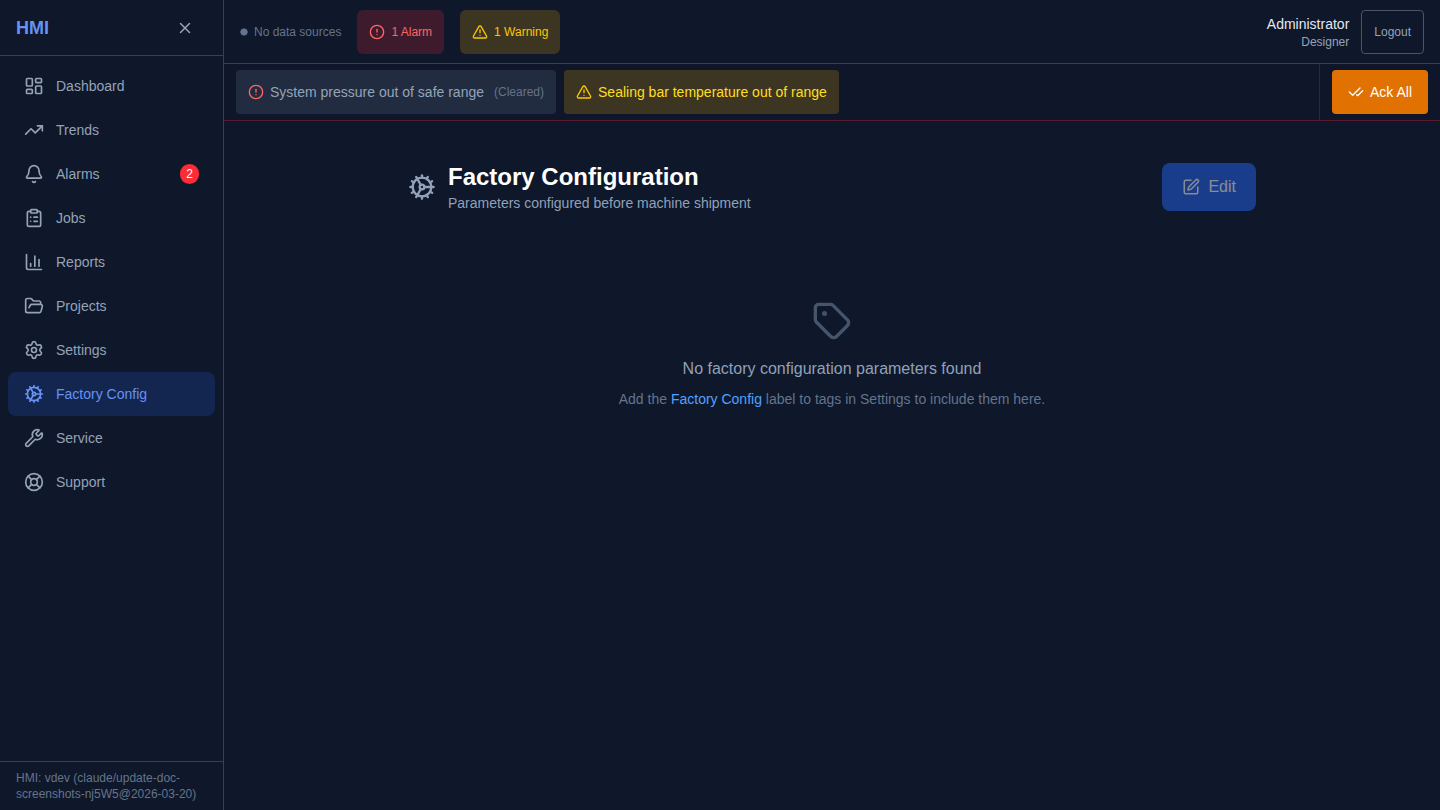 HMI
No data sources
1 Alarm
1 Warning
Administrator
Designer
Logout
System pressure out of safe range (Cleared)
Sealing bar temperature out of range
Ack All
Dashboard
Trends
Alarms 2
Jobs
Reports
Projects
Settings
Factory Config
Service
Support
Factory Configuration
Parameters configured before machine shipment
Edit
No factory configuration parameters found
Add the Factory Config label to tags in Settings to include them here.
HMI: vdev (claude/update-doc-
screenshots-nj5W5@2026-03-20)